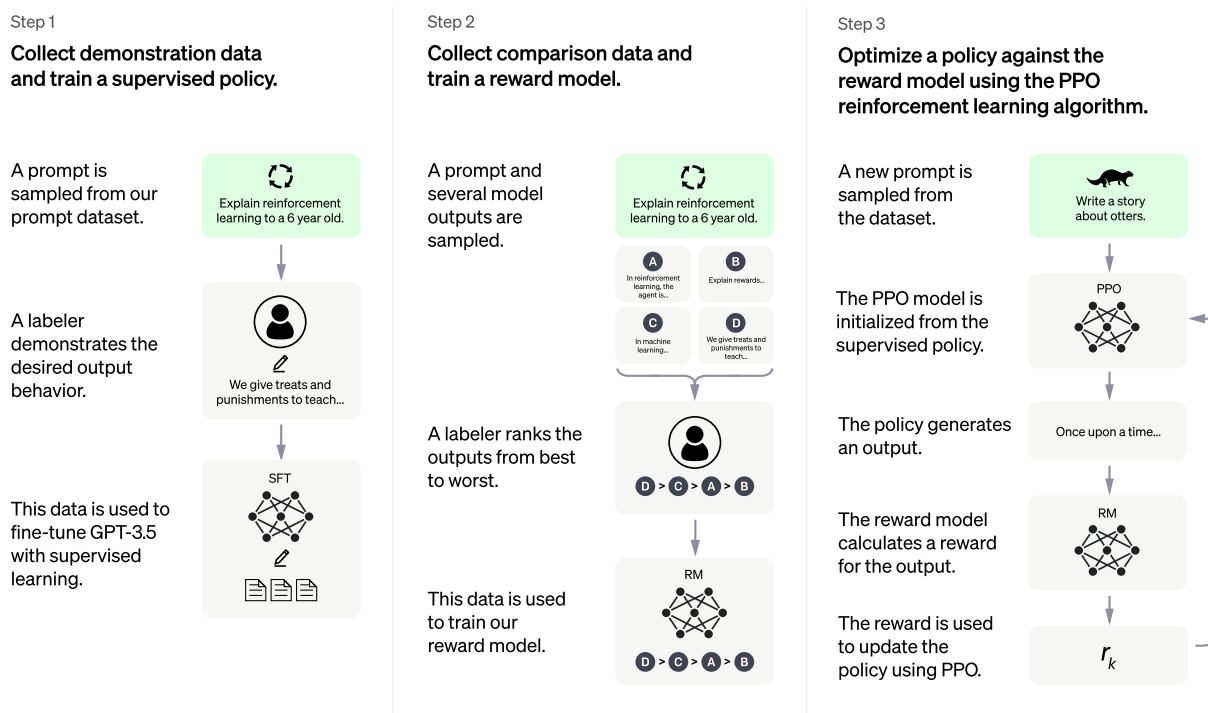 Step 1
Collect demonstration data
and train a supervised policy.
A prompt is
sampled from our
prompt dataset.
Explain reinforcement
learning to a 6 year old.
A labeler
demonstrates the
desired output
behavior.
We give treats and
punishments to teach...
This data is used to
fine-tune GPT-3.5
with supervised
learning.
SFT
Step 2
Collect comparison data and
train a reward model.
A prompt and
several model
outputs are
sampled.
Explain reinforcement
learning to a 6 year old.
A
In reinforcement
learning, the
agent is...
B
Explain rewards...
C
In machine
learning...
D
We give treats and
punishments to
teach...
A labeler ranks the
outputs from best
to worst.
D > C > A > B
This data is used
to train our
reward model.
RM
D > C > A > B
Step 3
Optimize a policy against the
reward model using the PPO
reinforcement learning algorithm.
A new prompt is
sampled from
the dataset.
Write a story
about otters.
The PPO model is
initialized from the
supervised policy.
PPO
The policy generates
an output.
Once upon a time...
The reward model
calculates a reward
for the output.
RM
The reward is used
to update the
policy using PPO.
rk